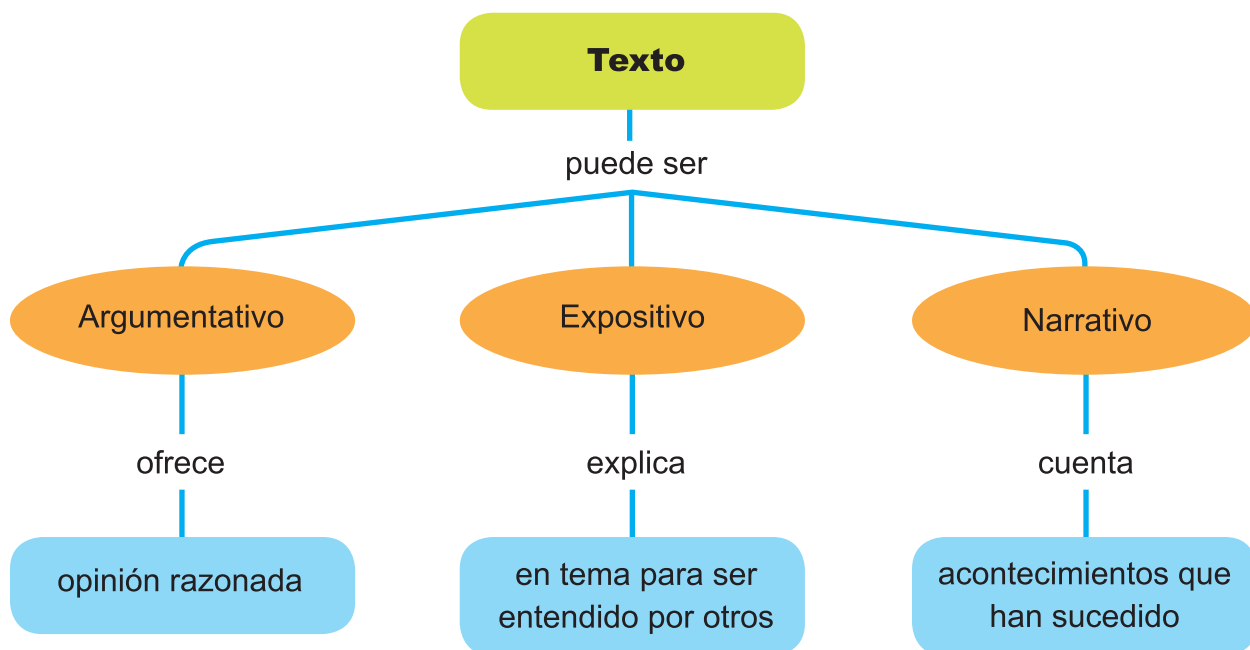 Texto
puede ser
Argumentativo
Expositivo
Narrativo
ofrece
explica
cuenta
opinión razonada
en tema para ser
entendido por otros
acontecimientos que
han sucedido